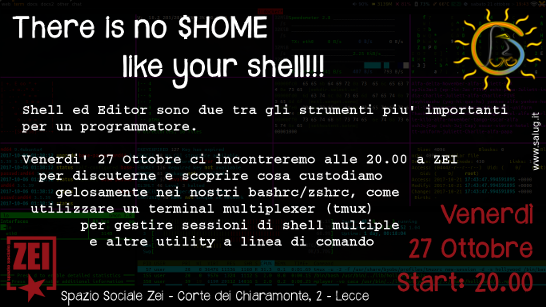 There is no $HOME
like your shell!!!
Shell ed Editor sono due tra gli strumenti piu' importanti
per un programmatore.
Venerdi' 27 Ottobre ci incontreremo alle 20.00 a ZEI
per discuterne e scoprire cosa custodiamo
gelosamente nei nostri bashrc/zshrc, come
utilizzare un terminal multiplexer (tmux)
per gestire sessioni di shell multiple
e altre utility a linea di comando
www.salug.it
Venerdì
27 Ottobre
Start: 20.00
ZEI
Spazio Sociale Zei - Corte dei Chiaramonte, 2 - Lecce